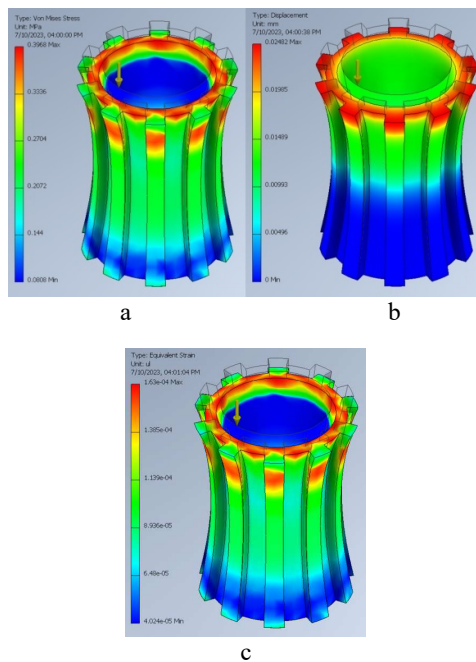 Type: Von Mises Stress
Unit: MPa
7/10/2023, 04:00:00 PM
0.3968 Max
0.3336
0.2704
0.2072
0.144
0.0808 Min
a
Type: Displacement
Unit: mm
7/10/2023, 04:00:38 PM
0.02482 Max
0.01985
0.01489
0.00993
0.00496
0 Min
b
Type: Equivalent Strain
Unit: ul
7/10/2023, 04:01:04 PM
1.63e-04 Max
1.385e-04
1.139e-04
8.936e-05
6.48e-05
4.024e-05 Min
c